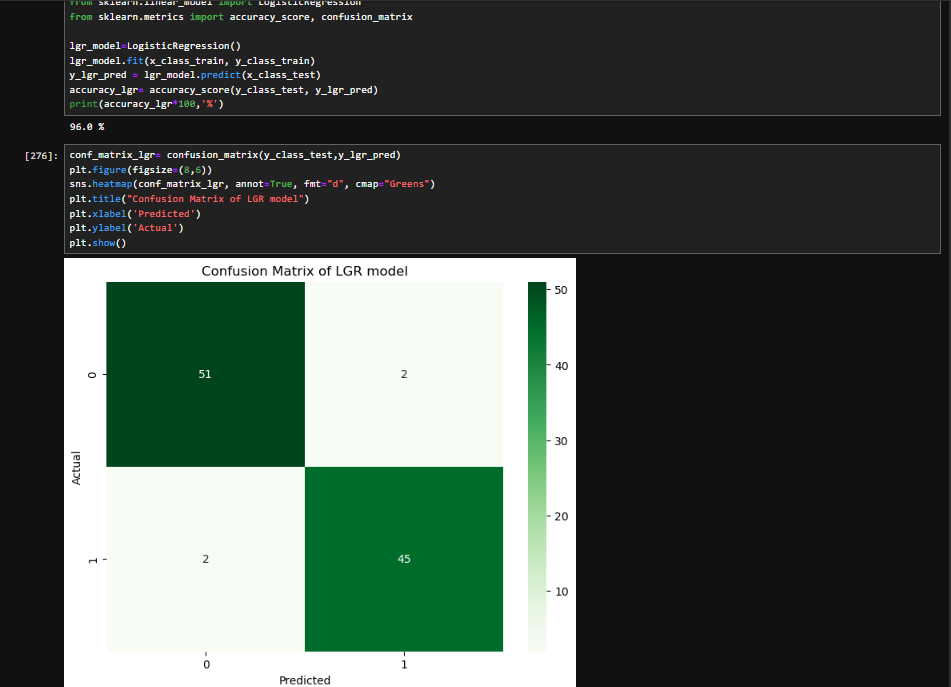 from sklearn.linear_model import LogisticRegression
from sklearn.metrics import accuracy_score, confusion_matrix
lgr_model=LogisticRegression()
lgr_model.fit(x_class_train, y_class_train)
y_lgr_pred = lgr_model.predict(x_class_test)
accuracy_lgr= accuracy_score(y_class_test, y_lgr_pred)
print(accuracy_lgr*100,'%')
96.0 %
[276]:
conf_matrix_lgr= confusion_matrix(y_class_test,y_lgr_pred)
plt.figure(figsize=(8,6))
sns.heatmap(conf_matrix_lgr, annot=True, fmt="d", cmap="Greens")
plt.title("Confusion Matrix of LGR model")
plt.xlabel('Predicted')
plt.ylabel('Actual')
plt.show()
Confusion Matrix of LGR model
50
40
30
20
10
0
51
2
Actual
1
2
45
0
1
Predicted